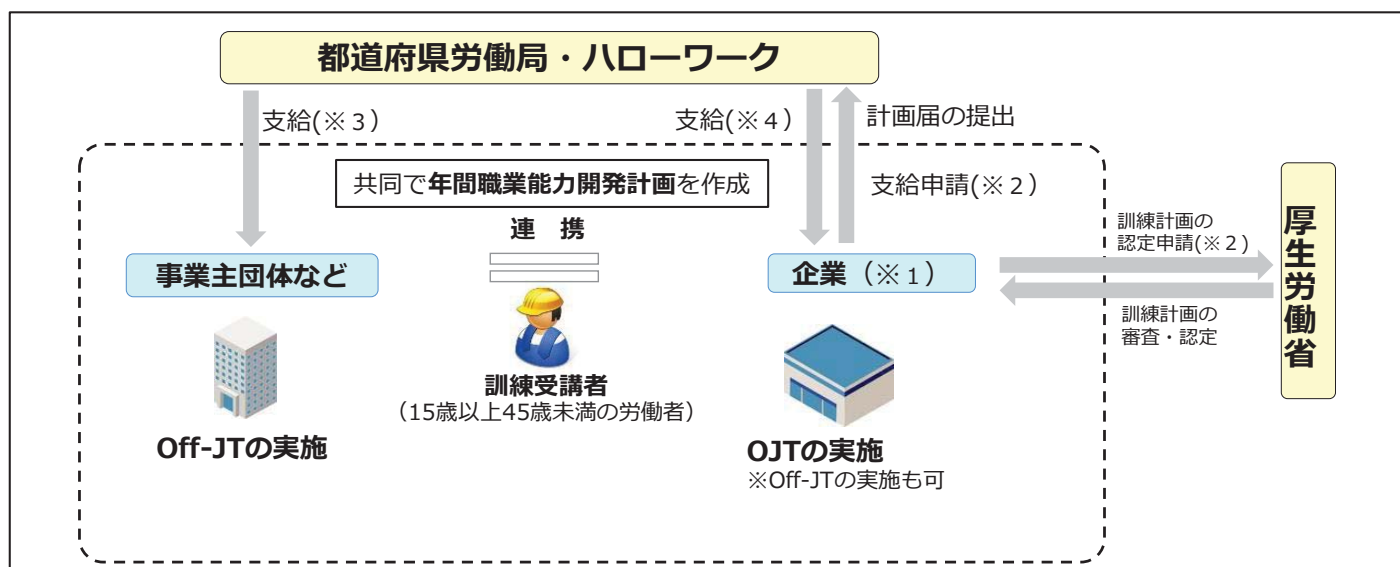 都道府県労働局・ハローワーク
支給(※３)
支給(※４)
計画届の提出
共同で年間職業能力開発計画を作成
支給申請(※２)
連　携
訓練計画の
認定申請(※２)
事業主団体など
企業（※１）
厚生労働省
訓練計画の
審査・認定
訓練受講者
（15歳以上45歳未満の労働者）
Off-JTの実施
OJTの実施
※Off-JTの実施も可